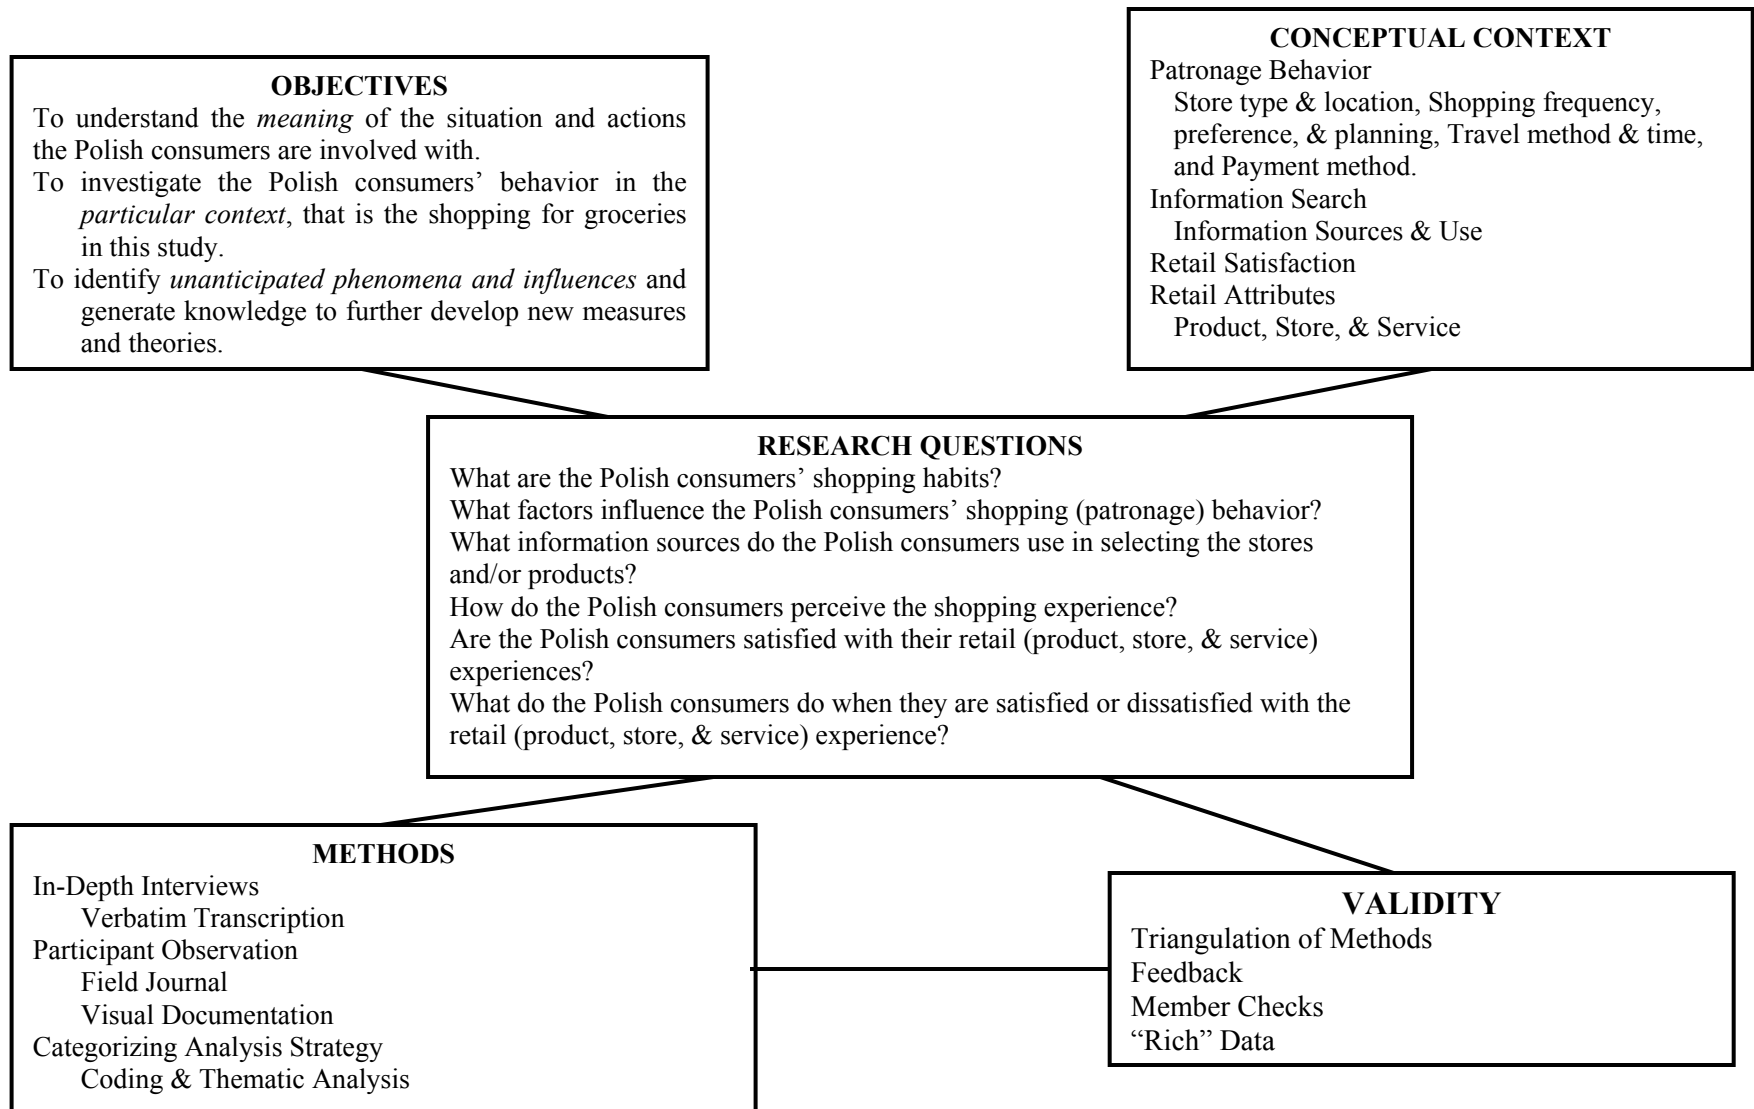 OBJECTIVES
To understand the meaning of the situation and actions
the Polish consumers are involved with.
To investigate the Polish consumers’ behavior in the
particular context, that is the shopping for groceries
in this study.
To identify unanticipated phenomena and influences and
generate knowledge to further develop new measures
and theories.
CONCEPTUAL CONTEXT
Patronage Behavior
Store type & location, Shopping frequency,
preference, & planning, Travel method & time,
and Payment method.
Information Search
Information Sources & Use
Retail Satisfaction
Retail Attributes
Product, Store, & Service
RESEARCH QUESTIONS
What are the Polish consumers’ shopping habits?
What factors influence the Polish consumers’ shopping (patronage) behavior?
What information sources do the Polish consumers use in selecting the stores
and/or products?
How do the Polish consumers perceive the shopping experience?
Are the Polish consumers satisfied with their retail (product, store, & service)
experiences?
What do the Polish consumers do when they are satisfied or dissatisfied with the
retail (product, store, & service) experience?
METHODS
In-Depth Interviews
Verbatim Transcription
Participant Observation
Field Journal
Visual Documentation
Categorizing Analysis Strategy
Coding & Thematic Analysis
VALIDITY
Triangulation of Methods
Feedback
Member Checks
“Rich” Data